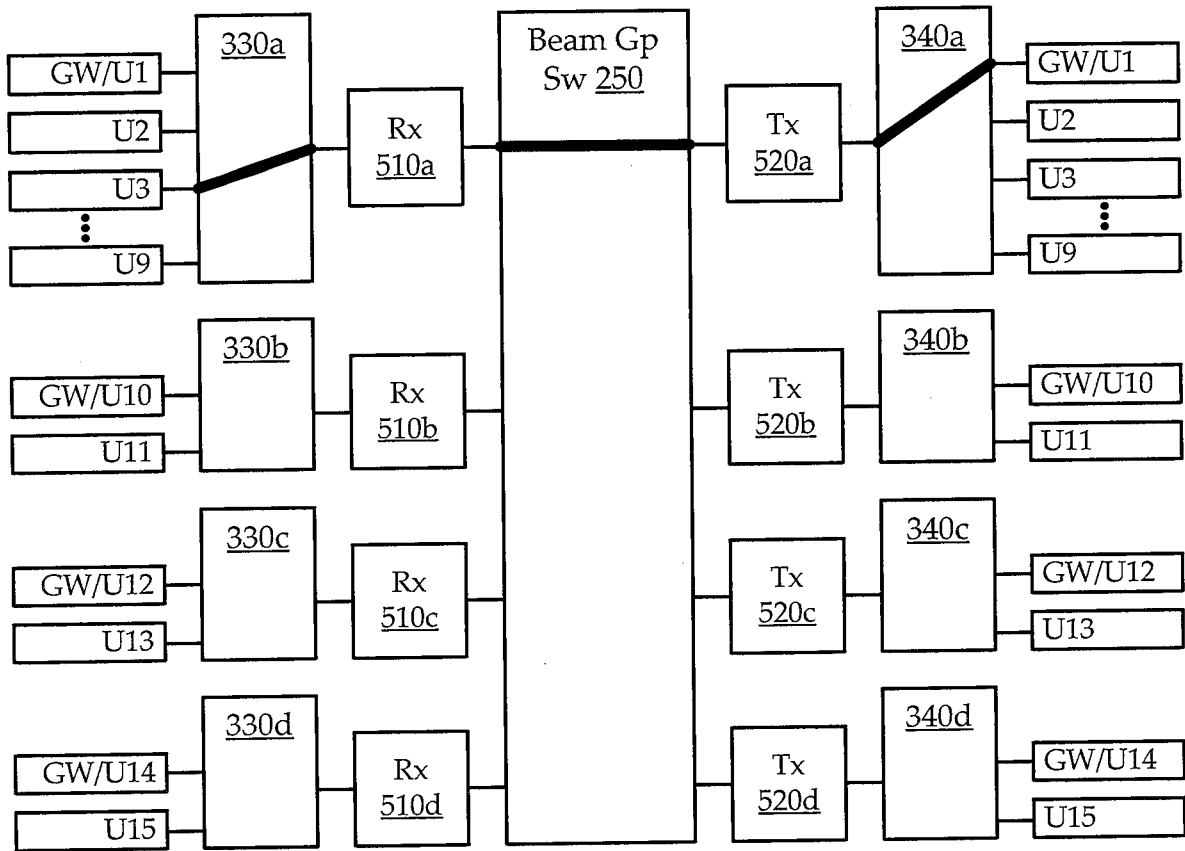 330a
Beam Gp
Sw 250
340a
GW/U1
U2
U3
U9
Rx
510a
Tx
520a
GW/U1
U2
U3
U9
330b
340b
GW/U10
U11
Rx
510b
Tx
520b
GW/U10
U11
330c
340c
GW/U12
U13
Rx
510c
Tx
520c
GW/U12
U13
330d
340d
GW/U14
U15
Rx
510d
Tx
520d
GW/U14
U15